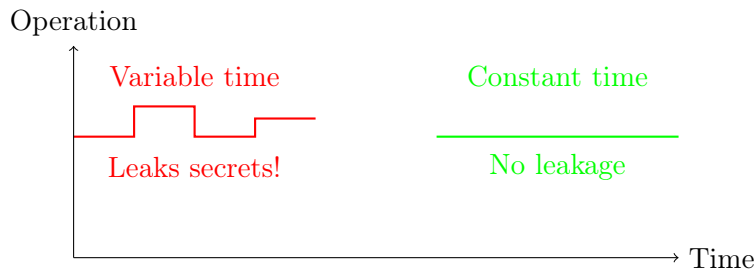 Operation
Variable time
Constant time
Leaks secrets!
No leakage
Time